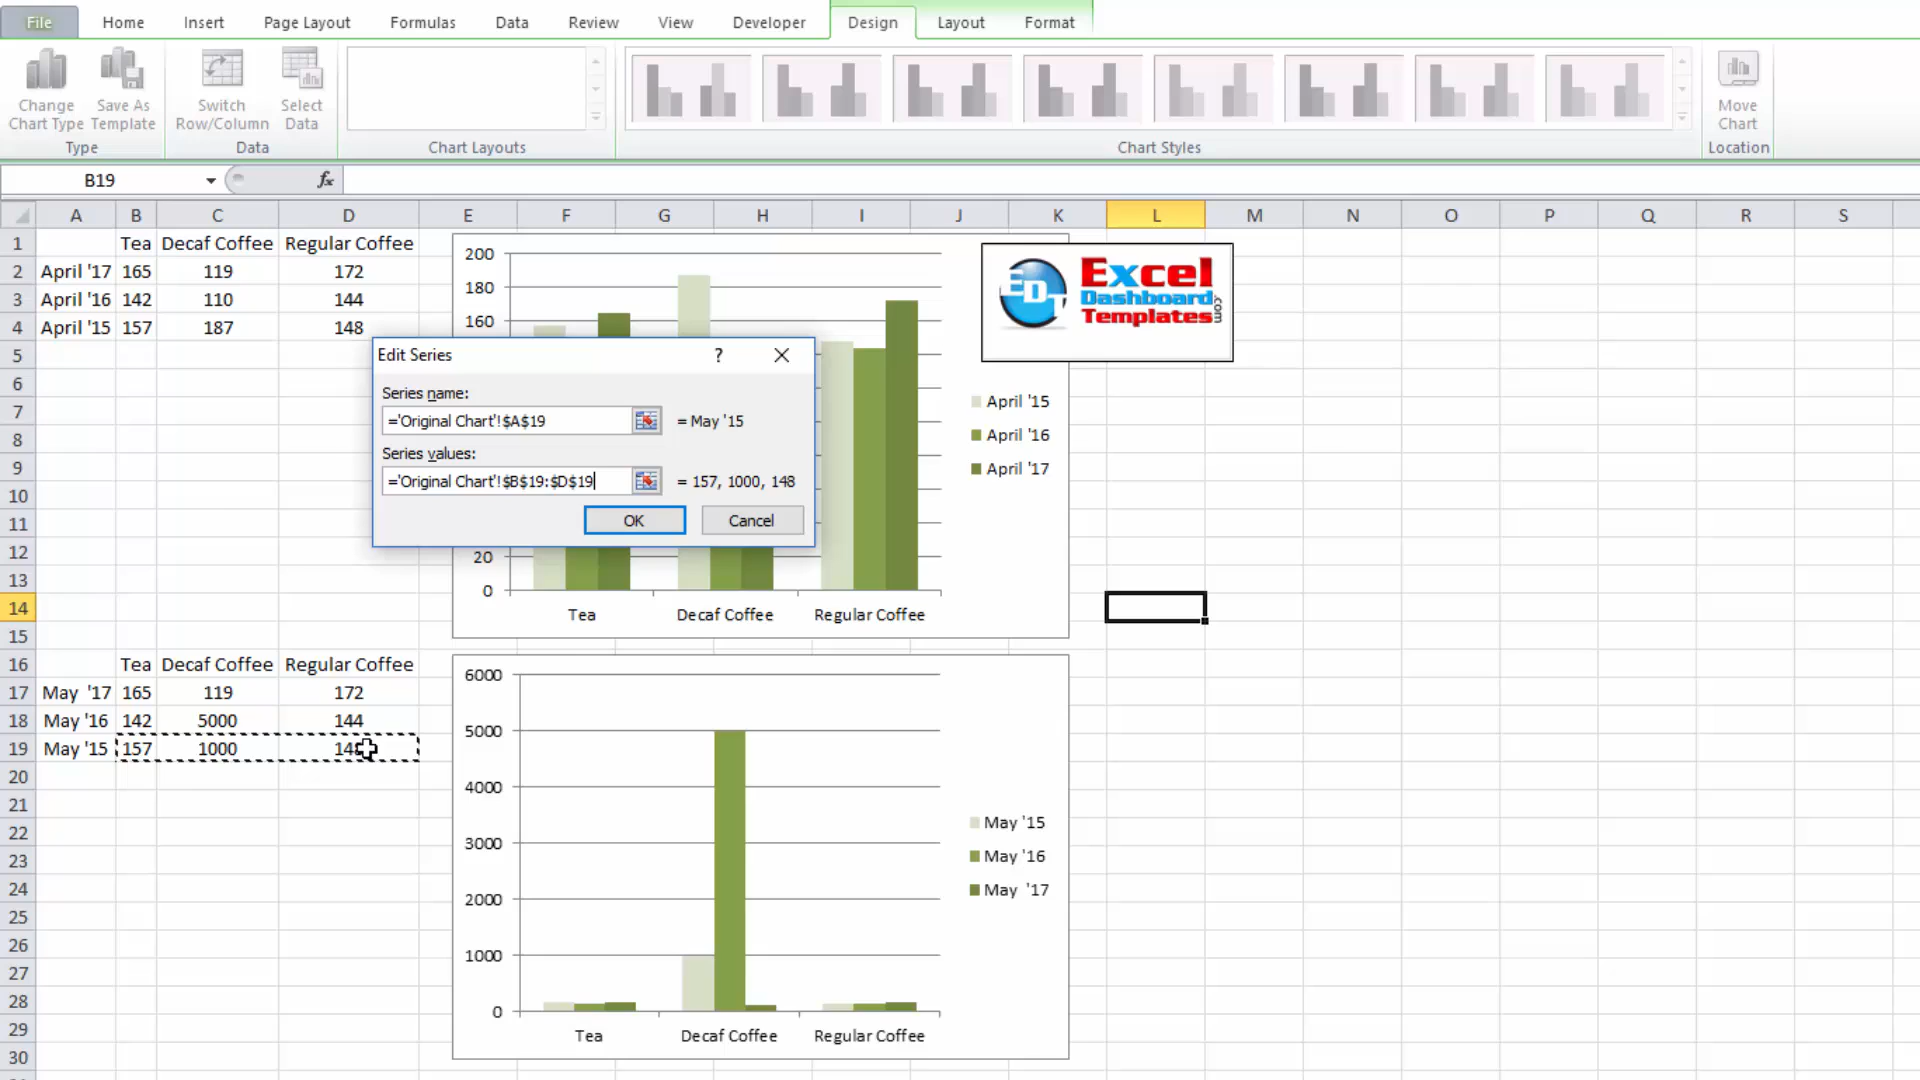 File Home Insert Page Layout Formulas Data Review View Developer Design Layout Format
Change Chart Type
Save As Template
Switch Row/Column
Select Data
Move Chart
Type Data Chart Layouts Chart Styles Location
B19 fx
A B C D E F G H I J K L M N O P Q R S
1 Tea Decaf Coffee Regular Coffee
2 April '17 165 119 172
3 April '16 142 110 144
4 April '15 157 187 148
5
6
7
8
9
10
11
12
13
14
15
16 Tea Decaf Coffee Regular Coffee
17 May '17 165 119 172
18 May '16 142 5000 144
19 May '15 157 1000
20
21
22
23
24
25
26
27
28
29
30
200
180
160
20
0
Tea Decaf Coffee Regular Coffee
April '15
April '16
April '17
EDT
Excel
Dashboard
Templates
.com
Edit Series ?
Series name:
='Original Chart'!$A$19 = May '15
Series values:
='Original Chart'!$B$19:$D$19 = 157, 1000, 148
OK Cancel
6000
5000
4000
3000
2000
1000
0
Tea Decaf Coffee Regular Coffee
May '15
May '16
May '17